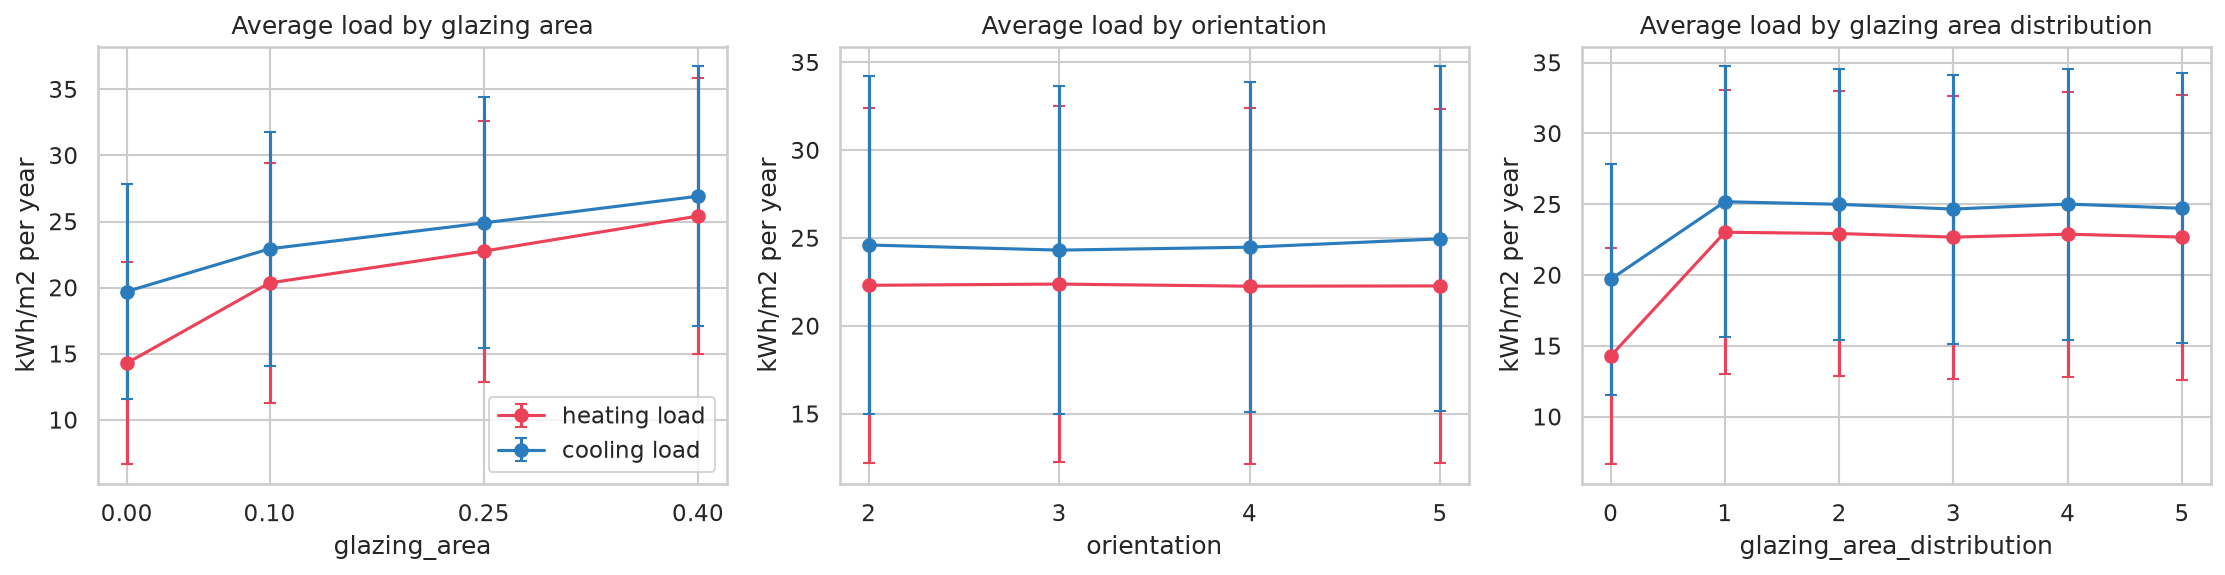 Average load by glazing area
35
30
25
20
15
10
kWh/m2 per year
0.00 0.10 0.25 0.40
glazing_area
heating load
cooling load
Average load by orientation
35
30
25
20
15
kWh/m2 per year
2 3 4 5
orientation
Average load by glazing area distribution
35
30
25
20
15
10
kWh/m2 per year
0 1 2 3 4 5
glazing_area_distribution